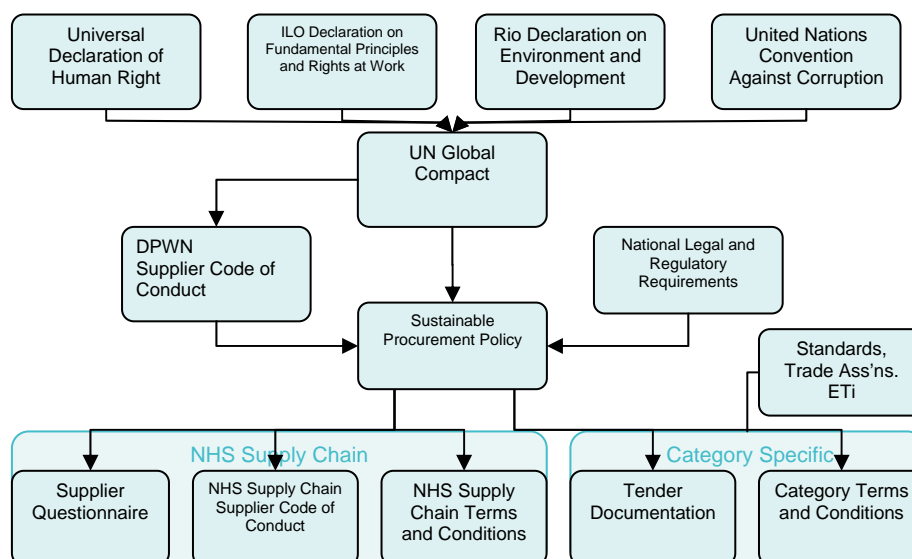 Universal
Declaration of
Human Right
ILO Declaration on
Fundamental Principles
and Rights at Work
Rio Declaration on
Environment and
Development
United Nations
Convention
Against Corruption
UN Global
Compact
DPWN
Supplier Code of
Conduct
National Legal and
Regulatory
Requirements
Sustainable
Procurement Policy
Standards,
Trade Ass'ns.
ETi
NHS Supply Chain
Category Specific
Supplier
Questionnaire
NHS Supply Chain
Supplier Code of
Conduct
NHS Supply
Chain Terms
and Conditions
Tender
Documentation
Category Terms
and Conditions